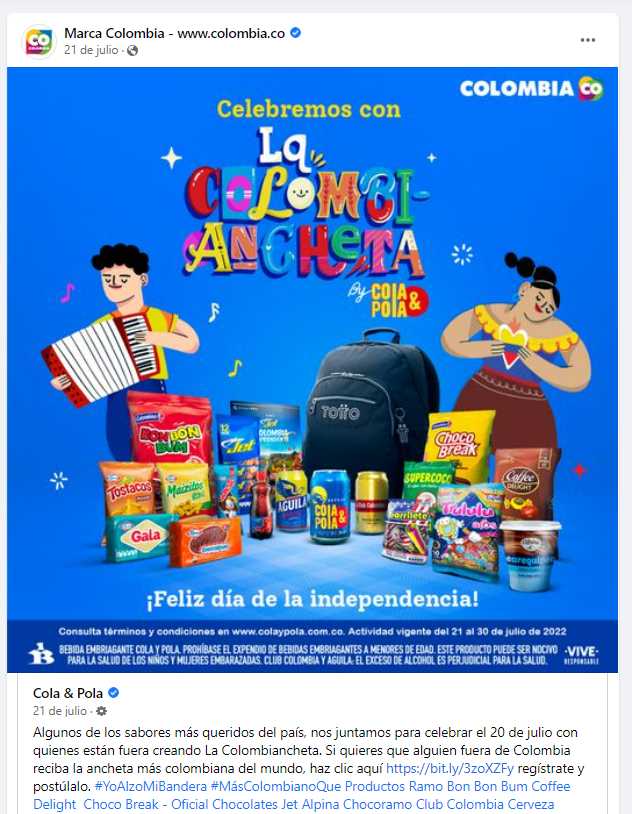 Marca Colombia - www.colombia.co
21 de julio ·
COLOMBIA CO
Celebremos con
La
COLOMBI-
ANCHETA
By COLA & POLA
TOTTO
Colombina
BON BON BUM
12
Jet
Jet
COLOMBIA
Choco Break
Coffee DELIGHT
Tostacos
Maizitos
SUPERCOCO
AGUILA
COLA & POLA
Club Colombia
barrilete
Trululu
Gala
Chocoramo
Alpina
arequipe
¡Feliz día de la independencia!
Consulta términos y condiciones en www.colaypola.com.co. Actividad vigente del 21 al 30 de julio de 2022
BEBIDA EMBRIAGANTE COLA Y POLA. PROHÍBASE EL EXPENDIO DE BEBIDAS EMBRIAGANTES A MENORES DE EDAD. ESTE PRODUCTO PUEDE SER NOCIVO
PARA LA SALUD DE LOS NIÑOS Y MUJERES EMBARAZADAS. CLUB COLOMBIA Y AGUILA: EL EXCESO DE ALCOHOL ES PERJUDICIAL PARA LA SALUD.
·VIVE·
RESPONSABLE
Cola & Pola
21 de julio ·
Algunos de los sabores más queridos del país, nos juntamos para celebrar el 20 de julio con
quienes están fuera creando La Colombiancheta. Si quieres que alguien fuera de Colombia
reciba la ancheta más colombiana del mundo, haz clic aquí https://bit.ly/3zoXZFy regístrate y
postúlalo. #YoAlzoMiBandera #MásColombianoQue Productos Ramo Bon Bon Bum Coffee
Delight Choco Break - Oficial Chocolates Jet Alpina Chocoramo Club Colombia Cerveza